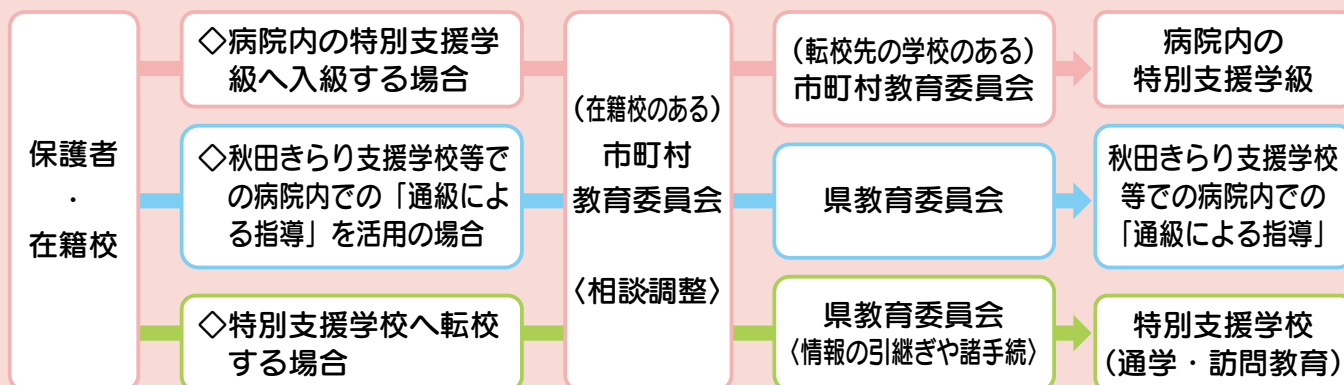 保護者
・
在籍校
◇病院内の特別支援学
級へ入級する場合
◇秋田きらり支援学校等で
の病院内での「通級によ
る指導」を活用の場合
◇特別支援学校へ転校
する場合
(在籍校のある)
市町村
教育委員会
〈相談調整〉
(転校先の学校のある)
市町村教育委員会
県教育委員会
県教育委員会
〈情報の引継ぎや諸手続〉
病院内の
特別支援学級
秋田きらり支援学校
等での病院内での
「通級による指導」
特別支援学校
(通学・訪問教育)